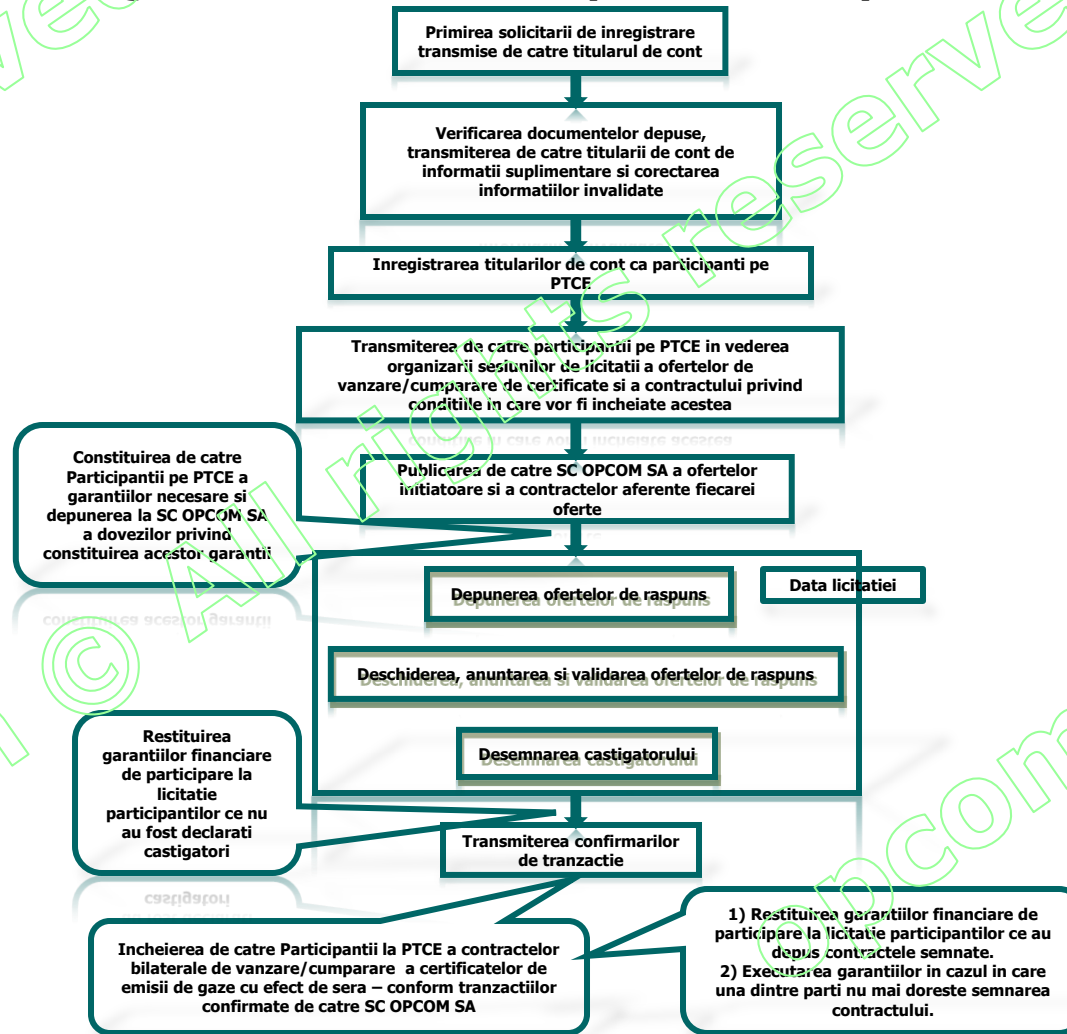 Primirea solicitarii de inregistrare
transmise de catre titularul de cont
Verificarea documentelor depuse,
transmiterea de catre titularii de cont de
informatii suplimentare si corectarea
informatiilor invalidate
Inregistrarea titularilor de cont ca participanti pe
PTCE
Transmiterea de catre participantii pe PTCE in vederea
organizarii sesiunilor de licitatii a ofertelor de
vanzare/cumparare de certificate si a contractului privind
conditiile in care vor fi incheiate acestea
Constituirea de catre
Participantii pe PTCE a
garantiilor necesare si
depunerea la SC OPCOM SA
a dovezilor privind
constituirea acestor garantii
Publicarea de catre SC OPCOM SA a ofertelor
initiatoare si a contractelor aferente fiecarei
oferte
Depunerea ofertelor de raspuns
Data licitatiei
Deschiderea, anuntarea si validarea ofertelor de raspuns
Desemnarea castigatorului
Restituirea
garantiilor financiare
de participare la
licitatie
participantilor ce nu
au fost declarati
castigatori
Transmiterea confirmarilor
de tranzactie
Incheierea de catre Participantii la PTCE a contractelor
bilaterale de vanzare/cumparare a certificatelor de
emisii de gaze cu efect de sera – conform tranzactiilor
confirmate de catre SC OPCOM SA
1) Restituirea garantiilor financiare de
participare la licitatie participantilor ce au
depus contractele semnate.
2) Executarea garantiilor in cazul in care
una dintre parti nu mai doreste semnarea
contractului.
© All rights reserved
opcom